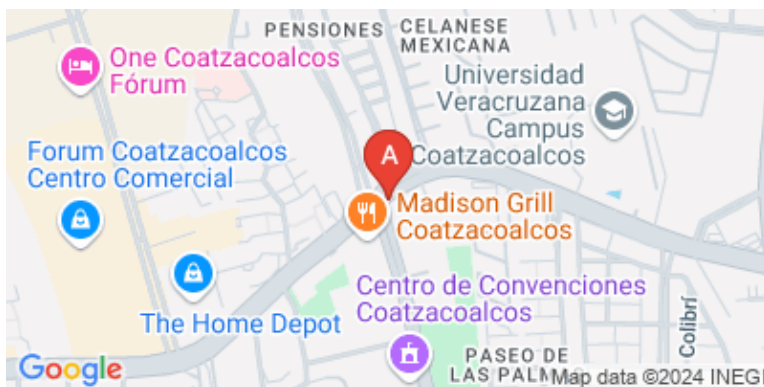 PENSIONES
CELANESE
MEXICANA
One Coatzacoalcos
Fórum
Universidad
Veracruzana
Campus
Coatzacoalcos
Forum Coatzacoalcos
Centro Comercial
A
Madison Grill
Coatzacoalcos
Centro de Convenciones
Coatzacoalcos
The Home Depot
Colibrí
PASEO DE
LAS PALM
Google
Map data ©2024 INEGI